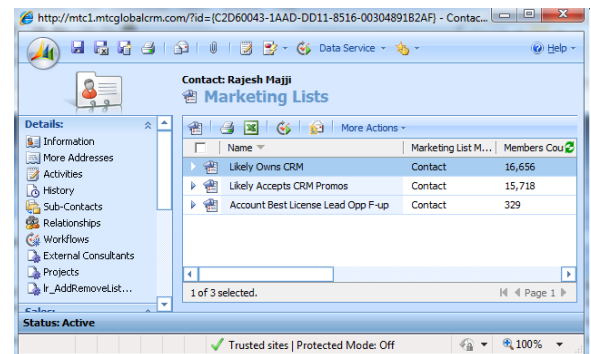 http://mtc1.mtcglobalcrm.com/?id={C2D60043-1AAD-DD11-8516-00304891B2AF} - Contac...
Data Service
Help
Contact: Rajesh Majji
Marketing Lists
Details:
Information
More Addresses
Activities
History
Sub-Contacts
Relationships
Workflows
External Consultants
Projects
lr_AddRemoveList...
More Actions
Name Marketing List M... Members Cou
Likely Owns CRM Contact 16,656
Likely Accepts CRM Promos Contact 15,718
Account Best License Lead Opp F-up Contact 329
1 of 3 selected. Page 1
Sales:
Status: Active
Trusted sites | Protected Mode: Off 100%